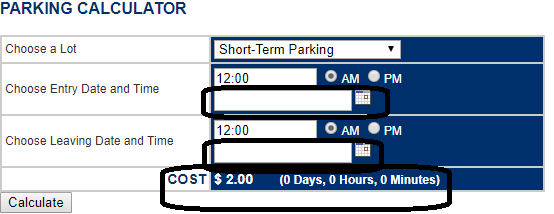 PARKING CALCULATOR
Choose a Lot Short-Term Parking
12:00 AM PM
Choose Entry Date and Time
12:00 AM PM
Choose Leaving Date and Time
COST $ 2.00 (0 Days, 0 Hours, 0 Minutes)
Calculate